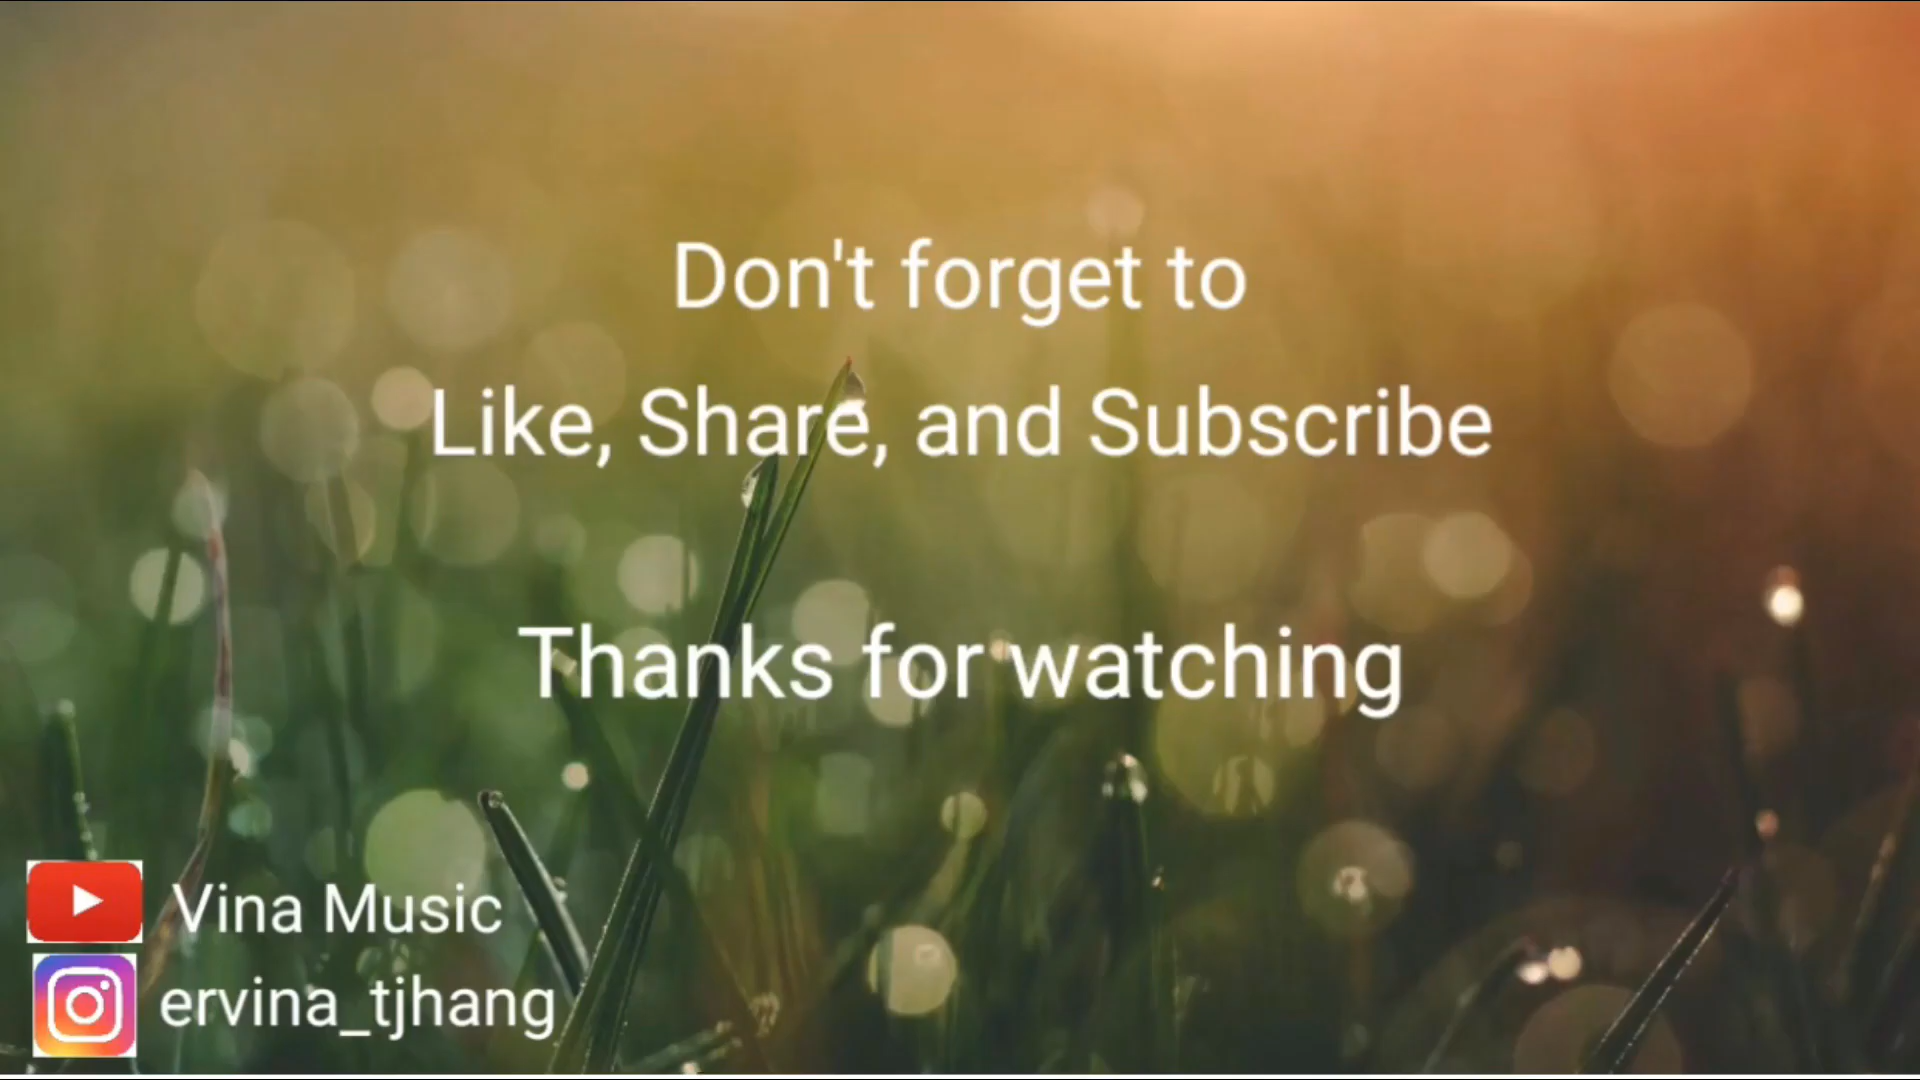 Don't forget to
Like, Share, and Subscribe
Thanks for watching
Vina Music
ervina_tjhang